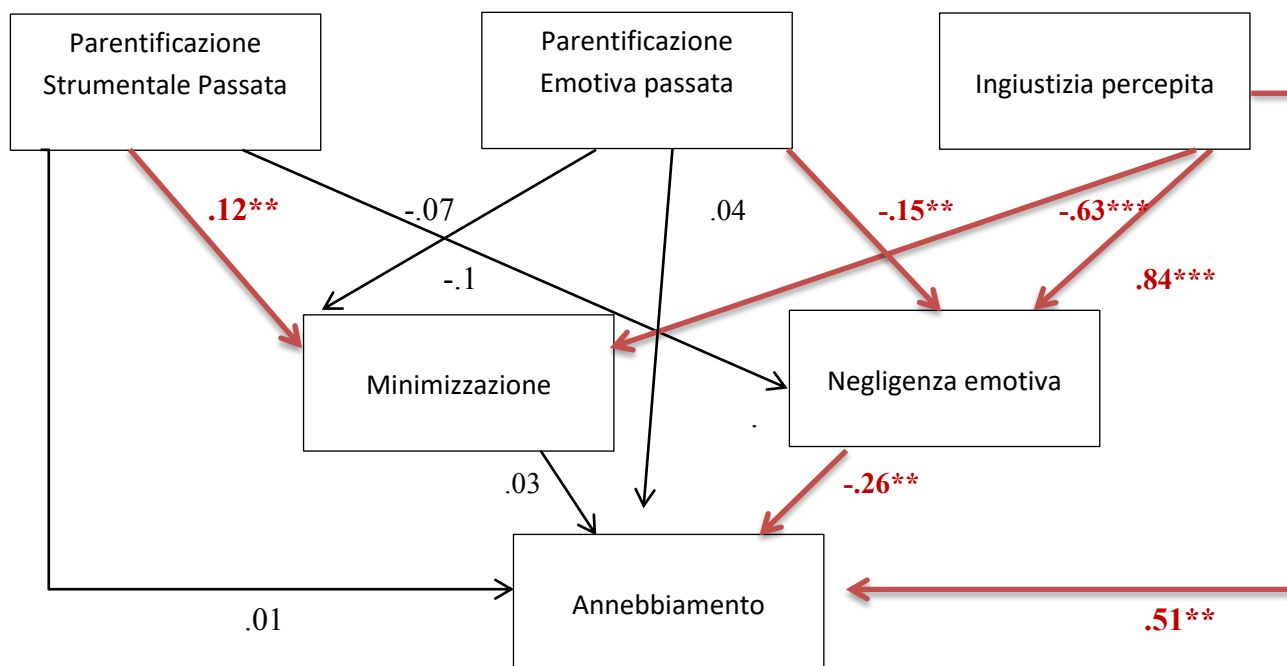 Parentificazione
Strumentale Passata
Parentificazione
Emotiva passata
Ingiustizia percepita
.12**
-.07
.04
-.15**
-.63***
-.1
.84***
Minimizzazione
Negligenza emotiva
.
.03
-.26**
Annebbiamento
.01
.51**